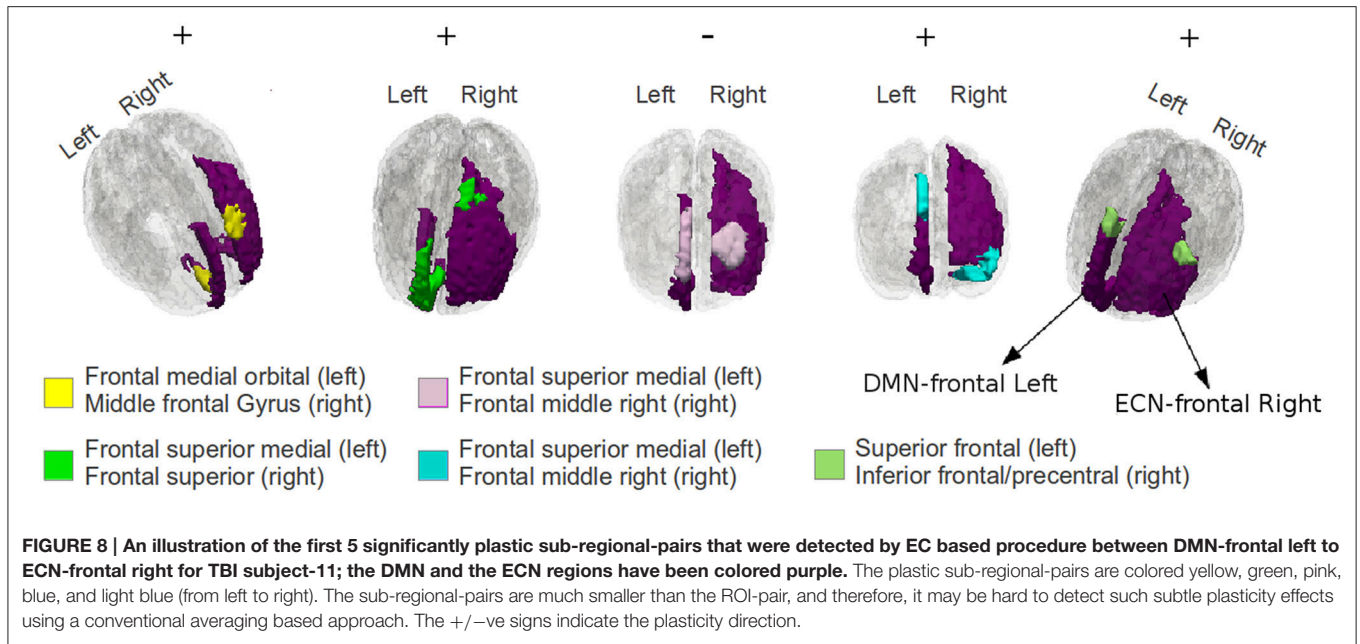 + + - + +
Left Right Left Right Left Right Left Right Left Right
DMN-frontal Left
ECN-frontal Right
Frontal medial orbital (left)
Middle frontal Gyrus (right)
Frontal superior medial (left)
Frontal middle right (right)
Frontal superior medial (left)
Frontal superior (right)
Frontal superior medial (left)
Frontal middle right (right)
Superior frontal (left)
Inferior frontal/precentral (right)
FIGURE 8 | An illustration of the first 5 significantly plastic sub-regional-pairs that were detected by EC based procedure between DMN-frontal left to
ECN-frontal right for TBI subject-11; the DMN and the ECN regions have been colored purple. The plastic sub-regional-pairs are colored yellow, green, pink,
blue, and light blue (from left to right). The sub-regional-pairs are much smaller than the ROI-pair, and therefore, it may be hard to detect such subtle plasticity effects
using a conventional averaging based approach. The +/−ve signs indicate the plasticity direction.